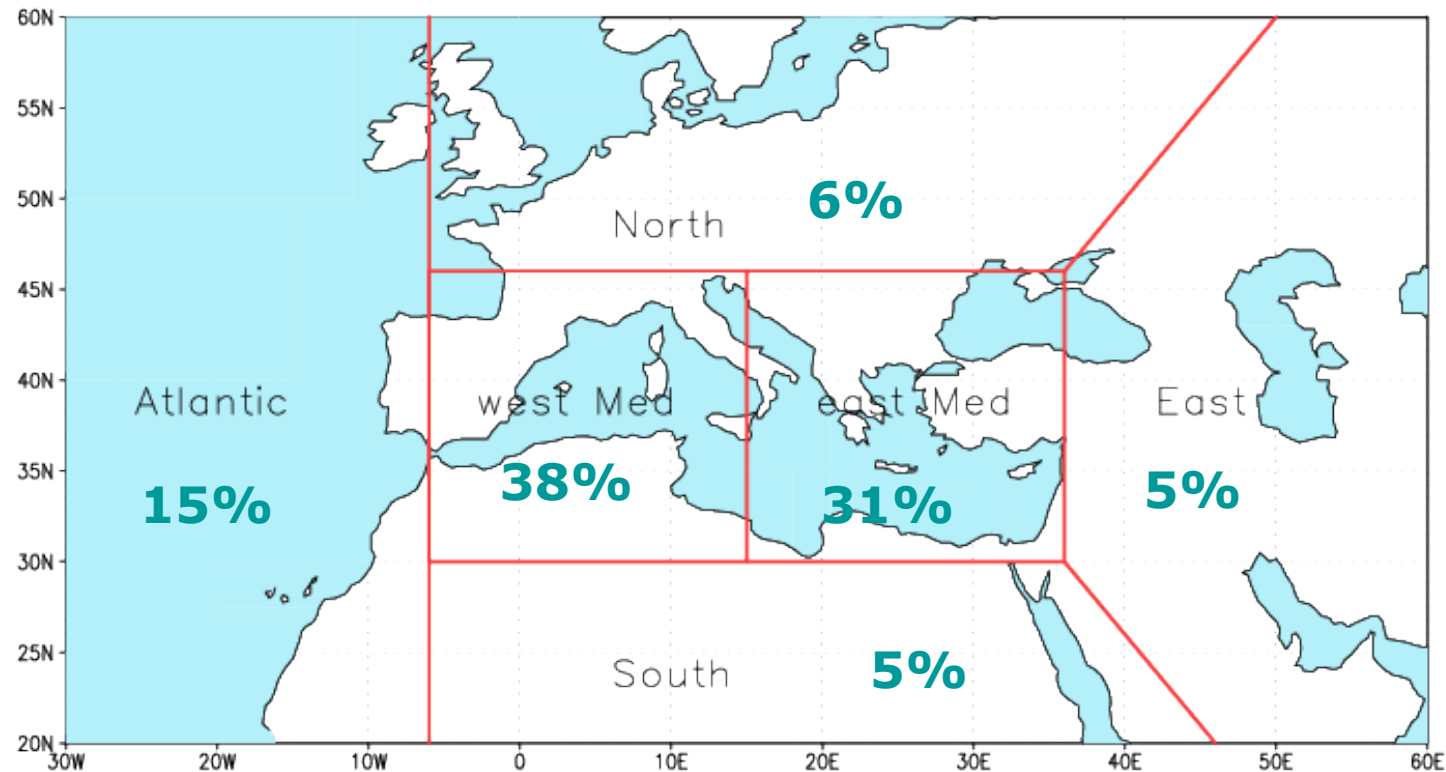 60N
55N
50N
45N
40N
35N
30N
25N
20N
6%
North
Atlantic
west Med
east Med
East
15%
38%
31%
5%
South
5%
30W
20W
10W
0
10E
20E
30E
40E
50E
60E